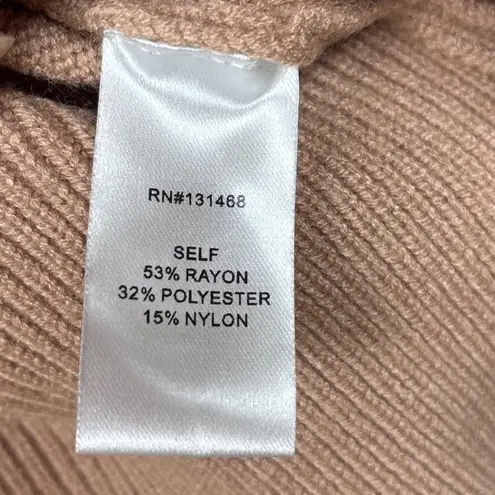 RN#131468
SELF
53% RAYON
32% POLYESTER
15% NYLON